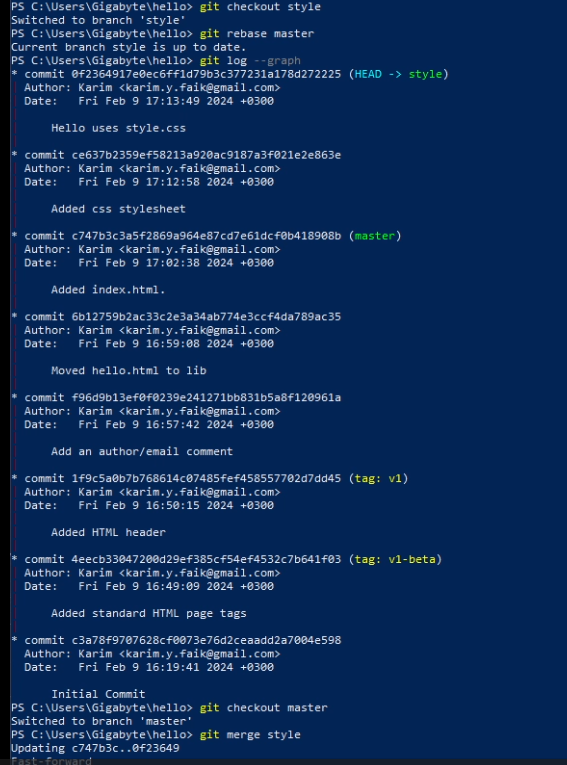 PS C:\Users\Gigabyte\hello> git checkout style
Switched to branch 'style'
PS C:\Users\Gigabyte\hello> git rebase master
Current branch style is up to date.
PS C:\Users\Gigabyte\hello> git log --graph
* commit 0f2364917e0ec6ff1d79b3c377231a178d272225 (HEAD -> style)
Author: Karim <karim.y.faik@gmail.com>
Date: Fri Feb 9 17:13:49 2024 +0300
Hello uses style.css
* commit ce637b2359ef58213a920ac9187a3f021e2e863e
Author: Karim <karim.y.faik@gmail.com>
Date: Fri Feb 9 17:12:58 2024 +0300
Added css stylesheet
* commit c747b3c3a5f2869a964e87cd7e61dcf0b418908b (master)
Author: Karim <karim.y.faik@gmail.com>
Date: Fri Feb 9 17:02:38 2024 +0300
Added index.html.
* commit 6b12759b2ac33c2e3a34ab774e3ccf4da789ac35
Author: Karim <karim.y.faik@gmail.com>
Date: Fri Feb 9 16:59:08 2024 +0300
Moved hello.html to lib
* commit f96d9b13ef0f0239e241271bb831b5a8f120961a
Author: Karim <karim.y.faik@gmail.com>
Date: Fri Feb 9 16:57:42 2024 +0300
Add an author/email comment
* commit 1f9c5a0b7b768614c07485fef458557702d7dd45 (tag: v1)
Author: Karim <karim.y.faik@gmail.com>
Date: Fri Feb 9 16:50:15 2024 +0300
Added HTML header
* commit 4eecb33047200d29ef385cf54ef4532c7b641f03 (tag: v1-beta)
Author: Karim <karim.y.faik@gmail.com>
Date: Fri Feb 9 16:49:09 2024 +0300
Added standard HTML page tags
* commit c3a78f9707628cf0073e76d2ceaadd2a7004e598
Author: Karim <karim.y.faik@gmail.com>
Date: Fri Feb 9 16:19:41 2024 +0300
Initial Commit
PS C:\Users\Gigabyte\hello> git checkout master
Switched to branch 'master'
PS C:\Users\Gigabyte\hello> git merge style
Updating c747b3c..0f23649
Fast-forward